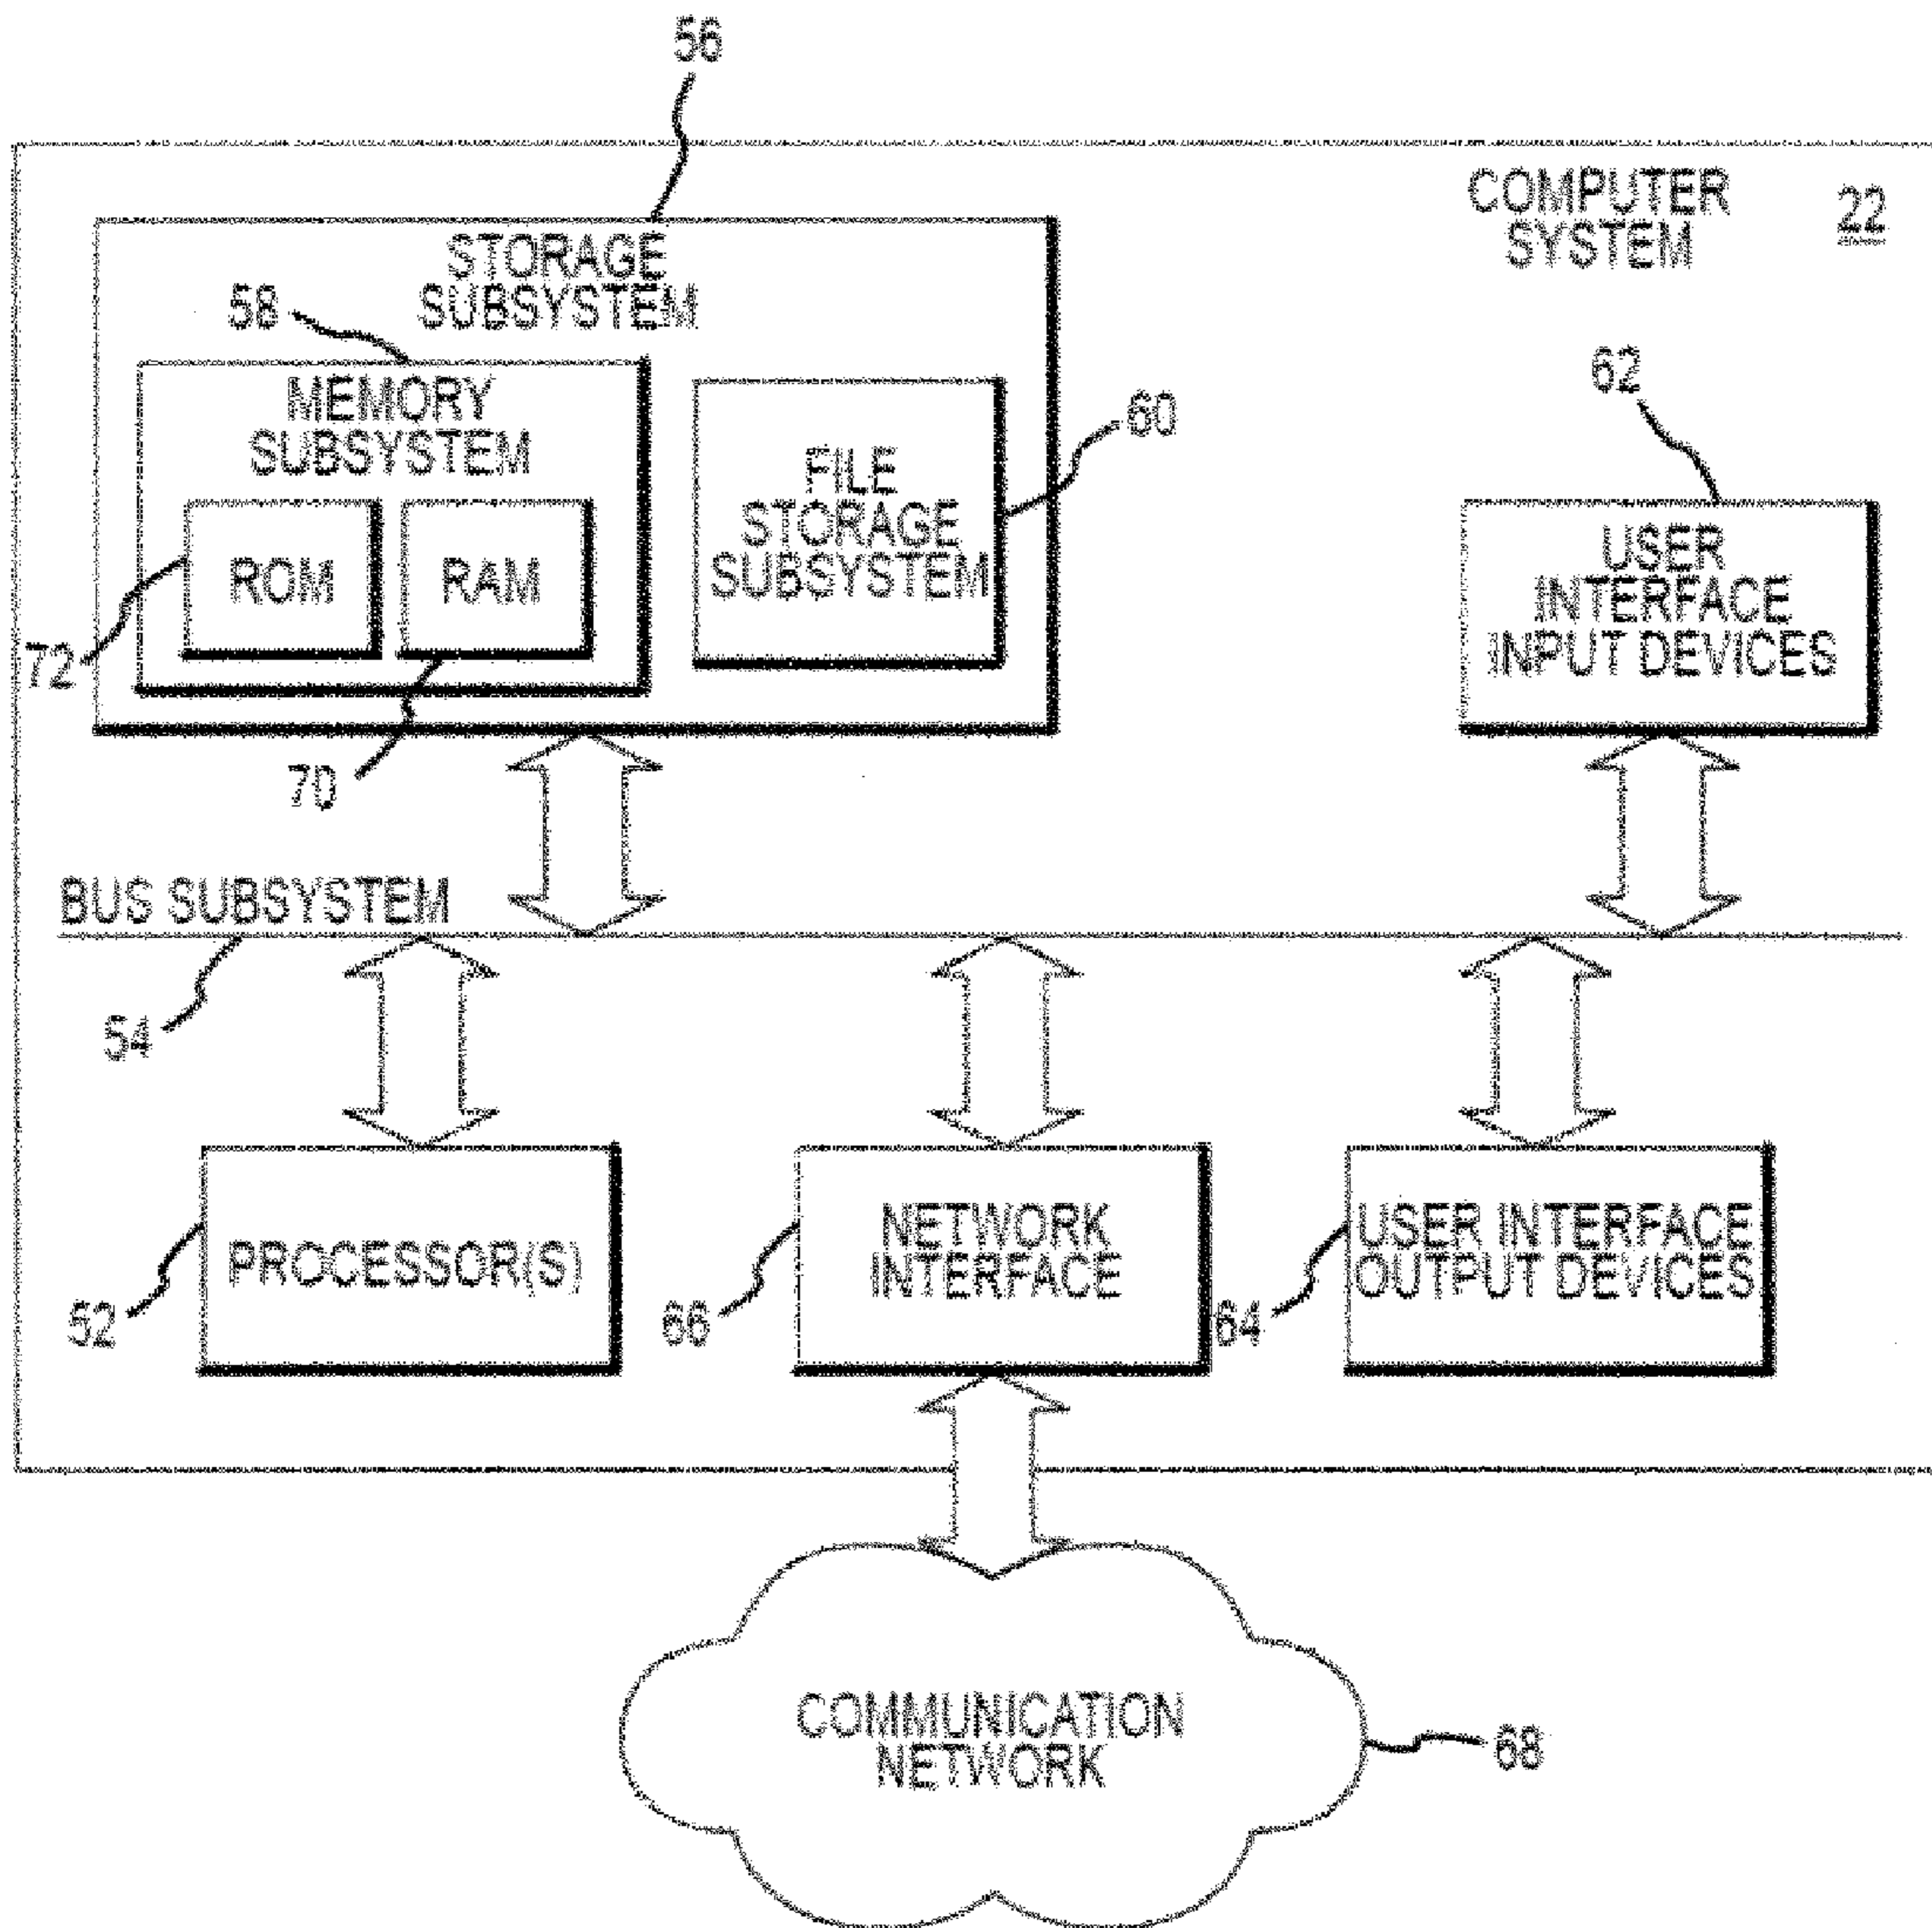 56
COMPUTER
SYSTEM
22
STORAGE
SUBSYSTEM
58
MEMORY
SUBSYSTEM
62
60
FILE
STORAGE
SUBSYSTEM
ROM
RAM
USER
INTERFACE
INPUT DEVICES
72
70
BUS SUBSYSTEM
54
PROCESSOR(S)
NETWORK
INTERFACE
USER INTERFACE
OUTPUT DEVICES
52
66
64
COMMUNICATION
NETWORK
68